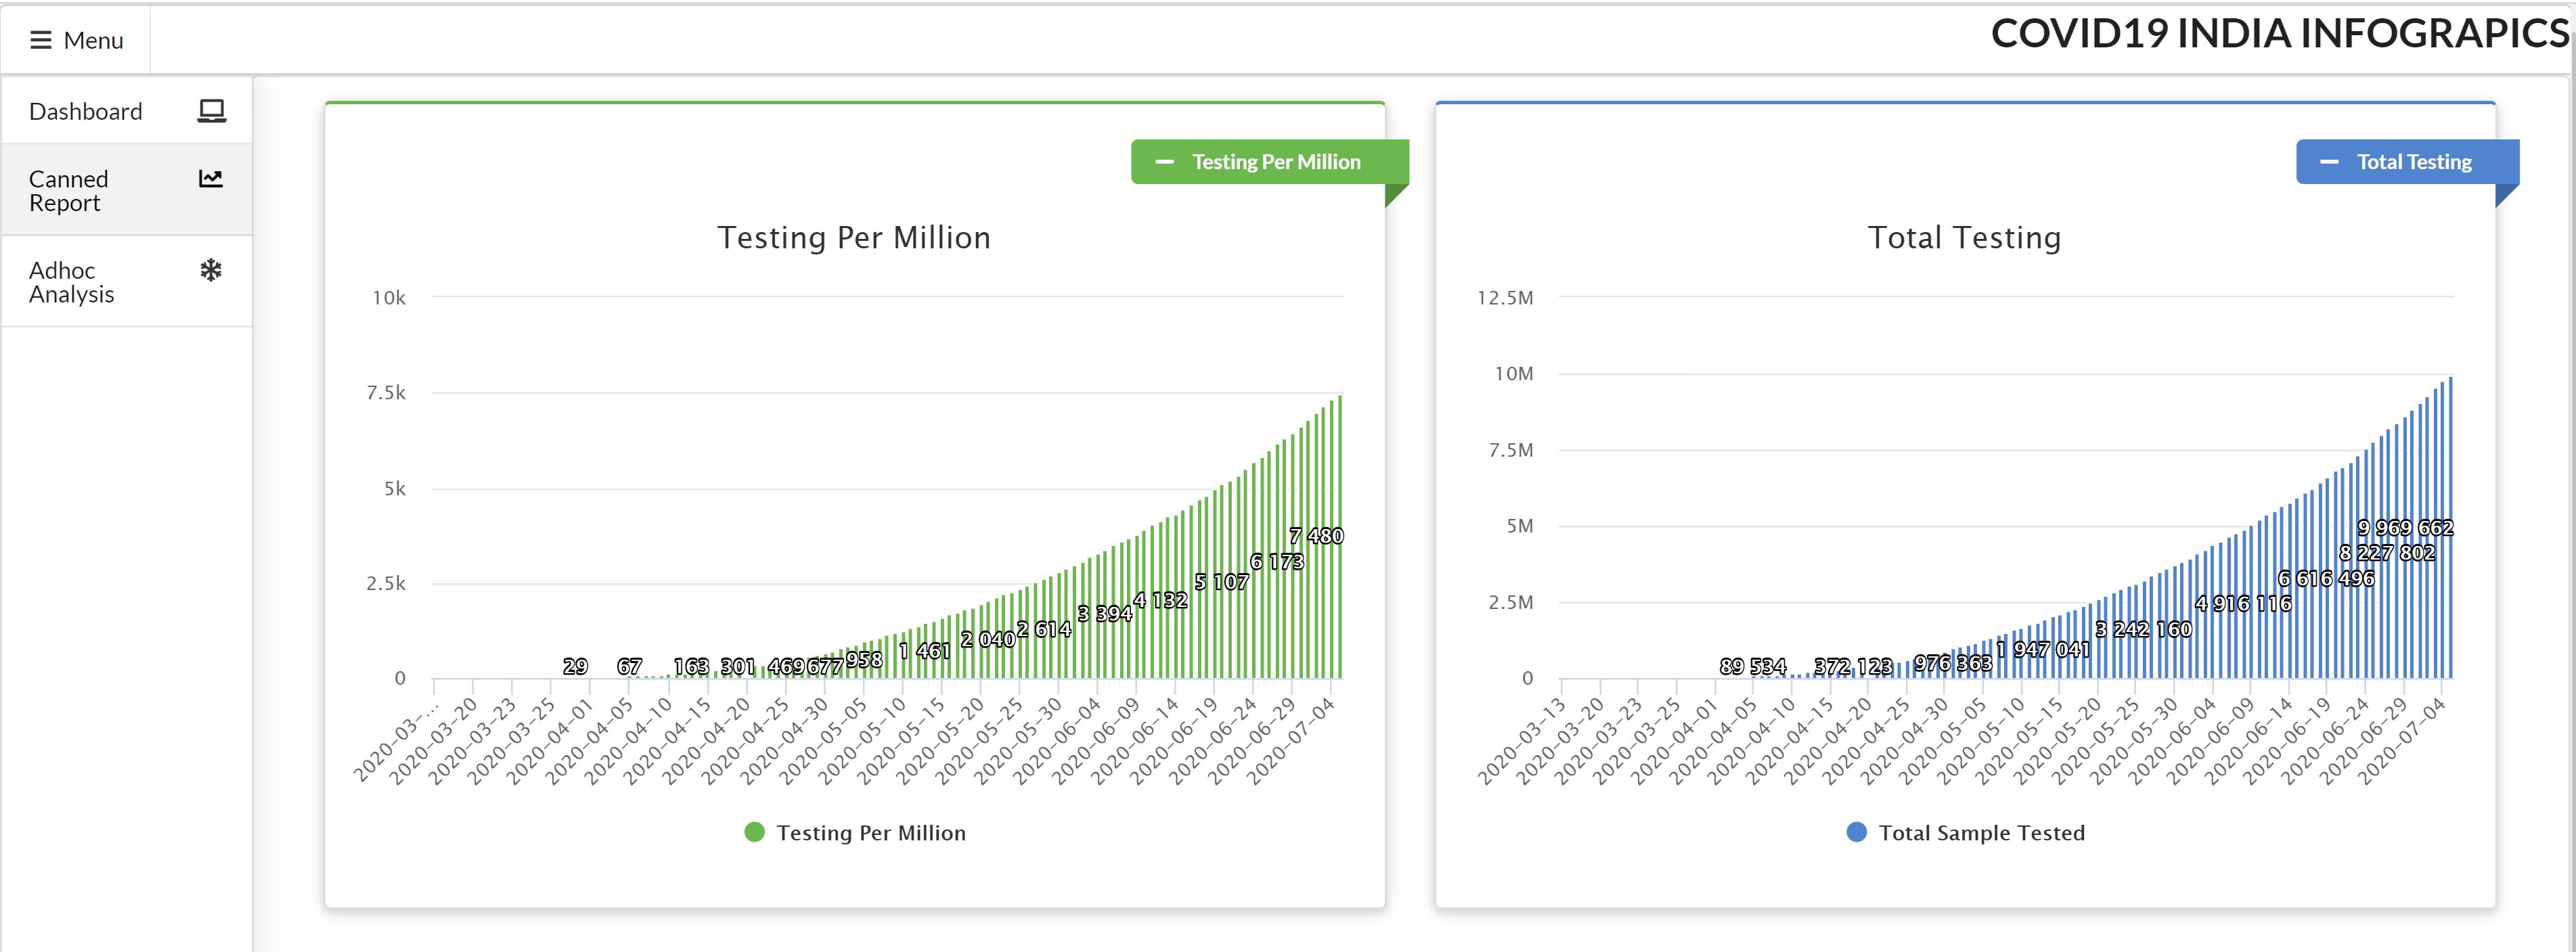 Menu
COVID19 INDIA INFOGRAPICS
Dashboard
Canned
Report
Adhoc
Analysis
Testing Per Million
Testing Per Million
10k
7.5k
5k
2.5k
0
29
67
163
301
469
677
958
1 461
2 040
2 614
3 394
4 132
5 107
6 173
7 480
2020-03-...
2020-03-20
2020-03-23
2020-03-25
2020-04-01
2020-04-05
2020-04-10
2020-04-15
2020-04-20
2020-04-25
2020-04-30
2020-05-05
2020-05-10
2020-05-15
2020-05-20
2020-05-25
2020-05-30
2020-06-04
2020-06-09
2020-06-14
2020-06-19
2020-06-24
2020-06-29
2020-07-04
Testing Per Million
Total Testing
Total Testing
12.5M
10M
7.5M
5M
2.5M
0
89 534
372 123
976 363
1 947 041
3 242 160
4 916 116
6 616 496
8 227 802
9 969 662
2020-03-13
2020-03-20
2020-03-23
2020-03-25
2020-04-01
2020-04-05
2020-04-10
2020-04-15
2020-04-20
2020-04-25
2020-04-30
2020-05-05
2020-05-10
2020-05-15
2020-05-20
2020-05-25
2020-05-30
2020-06-04
2020-06-09
2020-06-14
2020-06-19
2020-06-24
2020-06-29
2020-07-04
Total Sample Tested